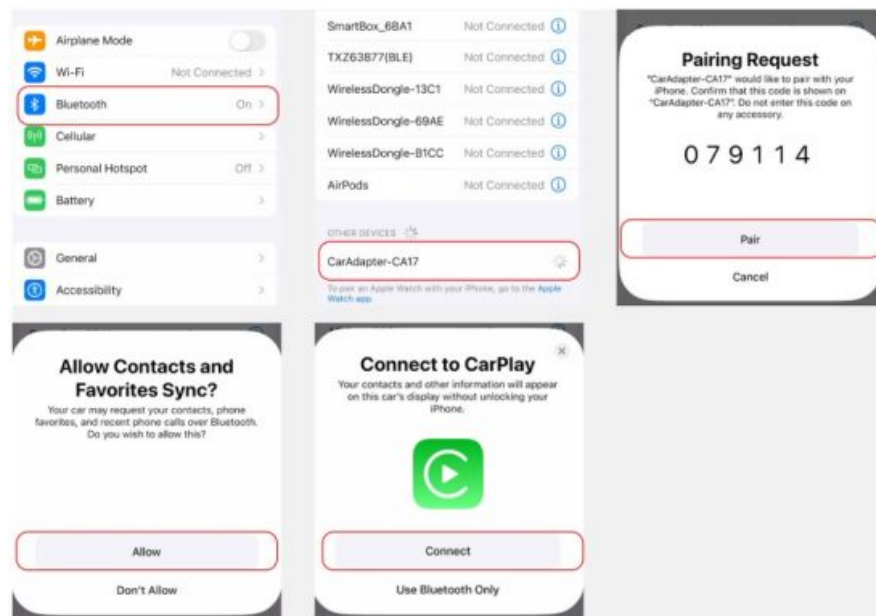 Airplane Mode
Wi-Fi Not Connected >
Bluetooth On >
Cellular >
Personal Hotspot Off >
Battery >
General >
Accessibility >
SmartBox_6BA1 Not Connected
TXZ63877(BLE) Not Connected
WirelessDongle-13C1 Not Connected
WirelessDongle-69AE Not Connected
WirelessDongle-B1CC Not Connected
AirPods Not Connected
OTHER DEVICES
CarAdapter-CA17
To pair an Apple Watch with your iPhone, go to the Apple
Watch app.
Pairing Request
"CarAdapter-CA17" would like to pair with your
iPhone. Confirm that this code is shown on
"CarAdapter-CA17". Do not enter this code on
any accessory.
079114
Pair
Cancel
Allow Contacts and
Favorites Sync?
Your car may request your contacts, phone
favorites, and recent phone calls over Bluetooth.
Do you wish to allow this?
Allow
Don't Allow
Connect to CarPlay
Your contacts and other information will appear
on this car's display without unlocking your
iPhone.
Connect
Use Bluetooth Only